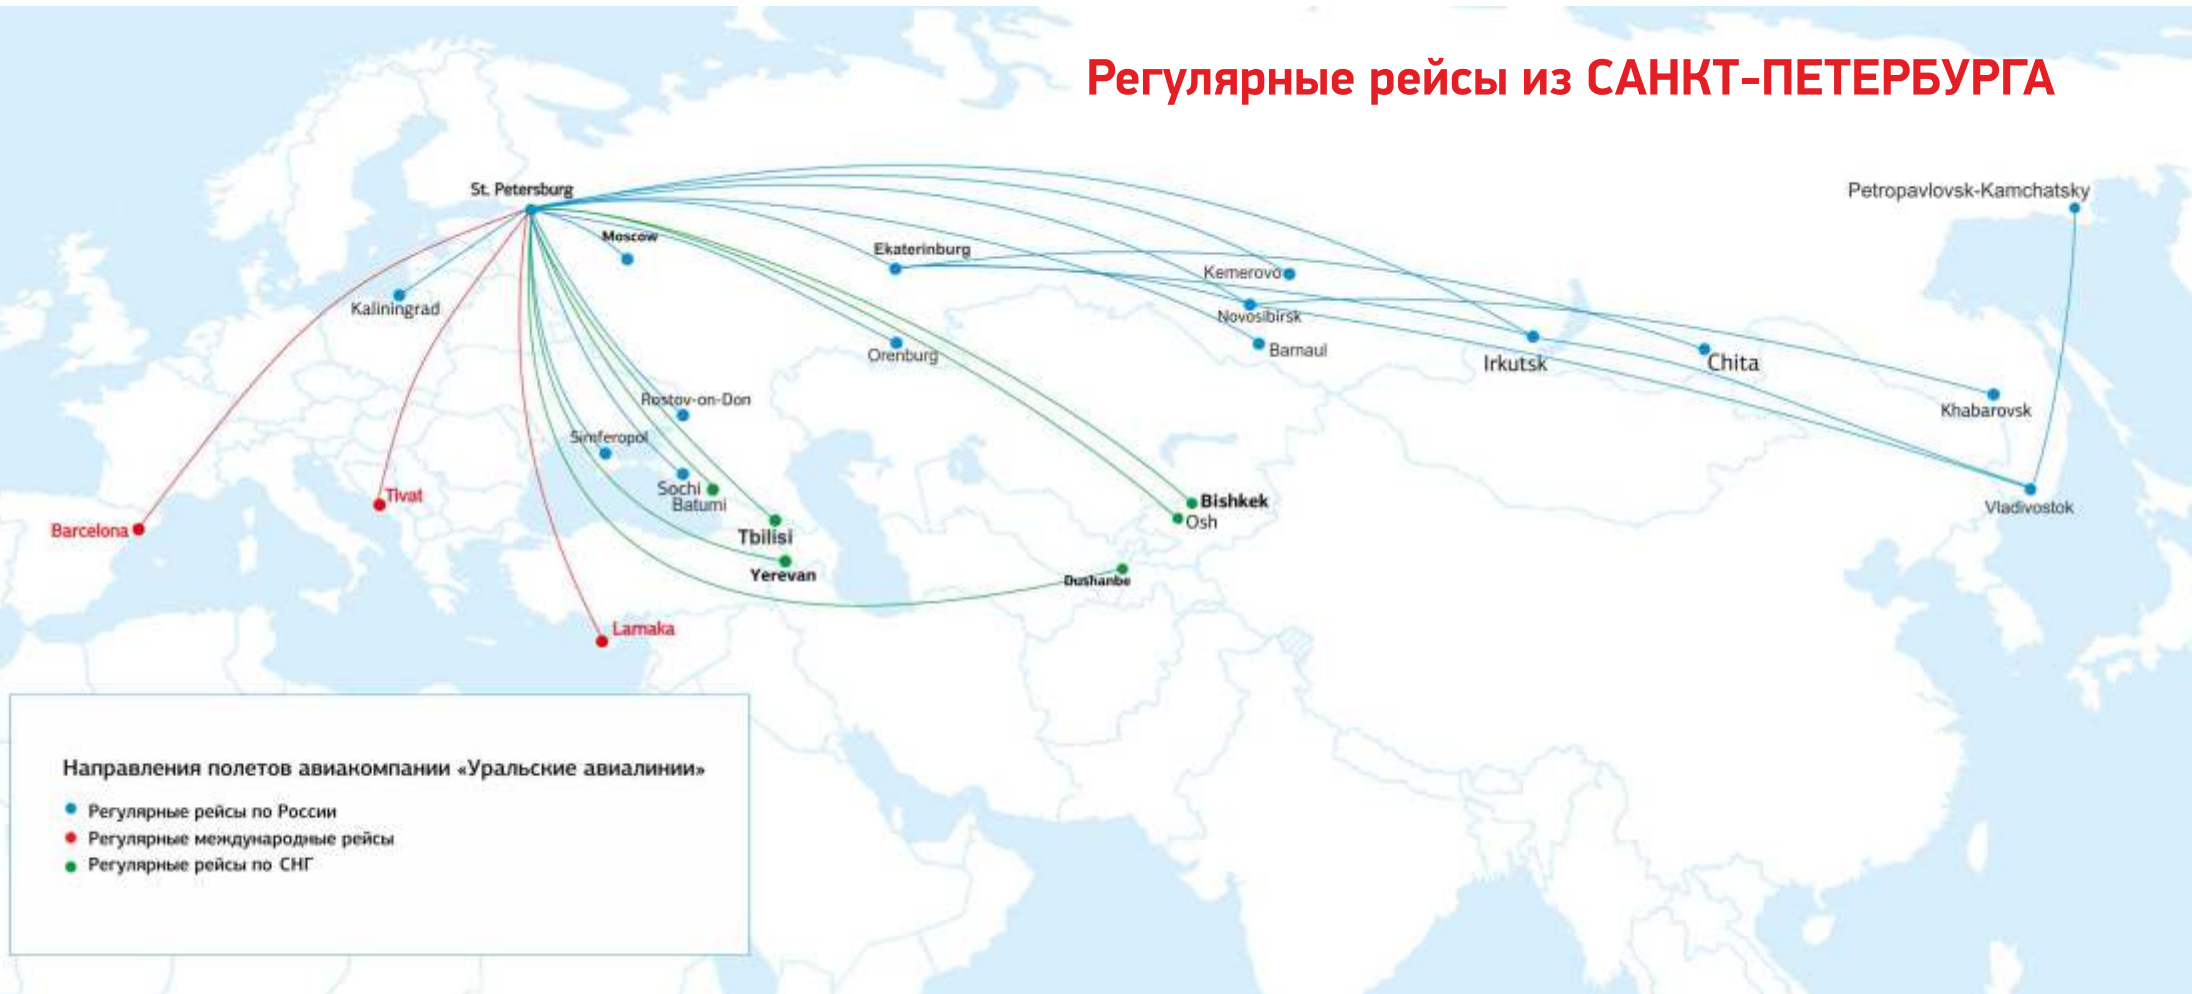 Регулярные рейсы из САНКТ-ПЕТЕРБУРГА
St. Petersburg
Petropavlovsk-Kamchatsky
Moscow
Ekaterinburg
Kemerovo
Kaliningrad
Novosibirsk
Orenburg
Barnaul
Irkutsk
Chita
Rostov-on-Don
Khabarovsk
Simferopol
Sochi
Tivat
Batumi
Bishkek
Vladivostok
Osh
Barcelona
Tbilisi
Yerevan
Dushanbe
Lamaka
Направления полетов авиакомпании «Уральские авиалинии»
Регулярные рейсы по России
Регулярные международные рейсы
Регулярные рейсы по СНГ